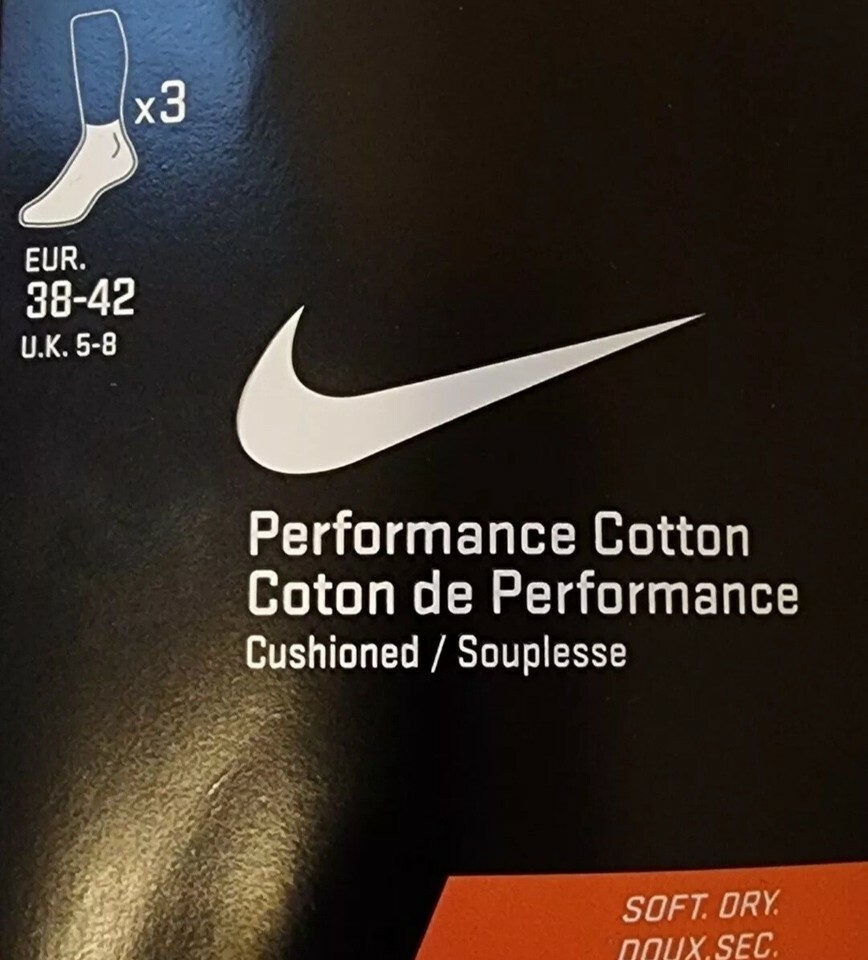 x3
EUR.
38-42
U.K. 5-8
Performance Cotton
Coton de Performance
Cushioned / Souplesse
SOFT. DRY.
DOUX.SEC.